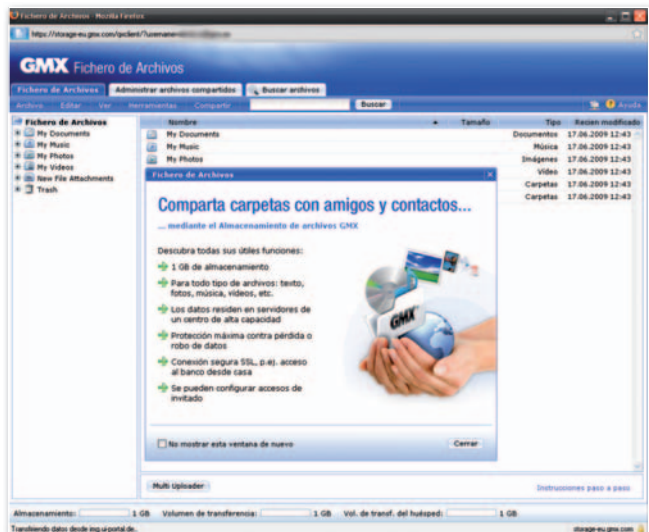 Fichero de Archivos - Mozilla Firefox
https://storage-eu.gmx.com/qxclient/?username=
GMX Fichero de Archivos
Fichero de Archivos Administrar archivos compartidos Buscar archivos
Archivo Editar Ver Herramientas Compartir Buscar Ayuda
Fichero de Archivos
My Documents
My Music
My Photos
My Videos
New File Attachments
Trash
Nombre Tamaño Tipo Recien modificado
My Documents Documentos 17.06.2009 12:43
My Music Música 17.06.2009 12:43
My Photos Imágenes 17.06.2009 12:43
Vídeo 17.06.2009 12:43
Carpetas 17.06.2009 12:43
Carpetas 17.06.2009 12:43
Fichero de Archivos
Comparta carpetas con amigos y contactos...
... mediante el Almacenamiento de archivos GMX
Descubra todas sus útiles funciones:
1 GB de almacenamiento
Para todo tipo de archivos: texto,
fotos, música, vídeos, etc.
Los datos residen en servidores de
un centro de alta capacidad
Protección máxima contra pérdida o
robo de datos
Conexión segura SSL, p.ej. acceso
al banco desde casa
Se pueden configurar accesos de
invitado
GMX
No mostrar esta ventana de nuevo
Cerrar
Multi Uploader
Instrucciones paso a paso
Almacenamiento: 1 GB Volumen de transferencia: 1 GB Vol. de transf. del huésped: 1 GB
Transfiriendo datos desde img.ui-portal.de...
storage-eu.gmx.com